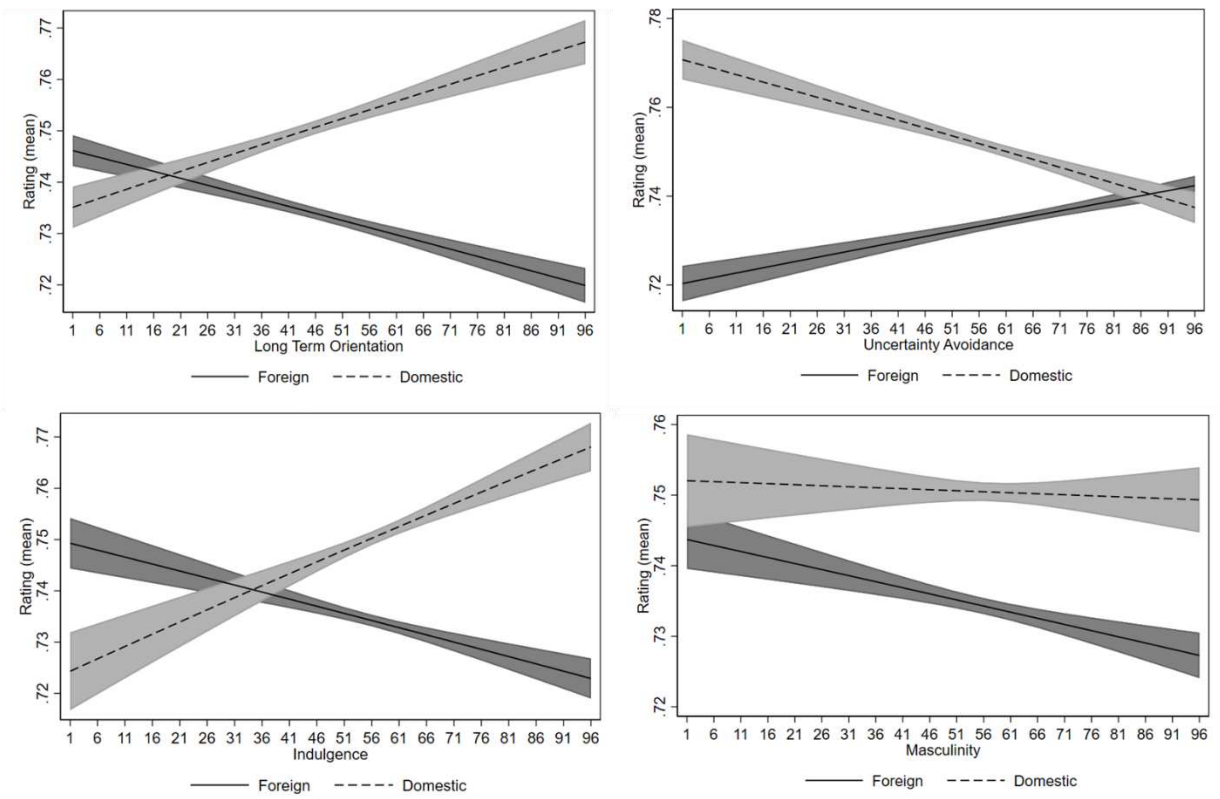 .77
.76
.75
.74
.73
.72
Rating (mean)
1 6 11 16 21 26 31 36 41 46 51 56 61 66 71 76 81 86 91 96
Long Term Orientation
Foreign Domestic
.78
.76
.74
.72
Rating (mean)
1 6 11 16 21 26 31 36 41 46 51 56 61 66 71 76 81 86 91 96
Uncertainty Avoidance
Foreign Domestic
.77
.76
.75
.74
.73
.72
Rating (mean)
1 6 11 16 21 26 31 36 41 46 51 56 61 66 71 76 81 86 91 96
Indulgence
Foreign Domestic
.76
.75
.74
.73
.72
Rating (mean)
1 6 11 16 21 26 31 36 41 46 51 56 61 66 71 76 81 86 91 96
Masculinity
Foreign Domestic